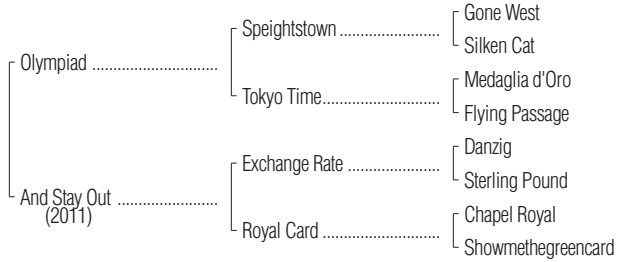 Gone West
Speightstown
Silken Cat
Olympiad
Medaglia d'Oro
Tokyo Time
Flying Passage
Danzig
Exchange Rate
Sterling Pound
And Stay Out
(2011)
Chapel Royal
Royal Card
Showmethegreencard